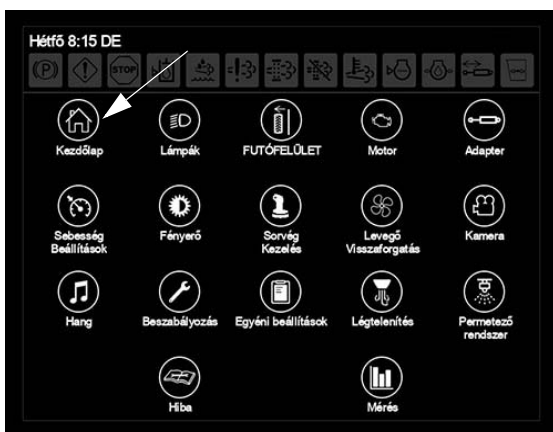 Hétfő 8:15 DE
(P) STOP
Kezdőlap Lámpák FUTÓFELÜLET Motor Adapter
Sebesség Beállítások Fényerő Sorvég Kezelés Levegő Visszaforgatás Kamera
Hang Beszabályozás Egyéni beállítások Légtelenítés Permetező rendszer
Hiba Mérés